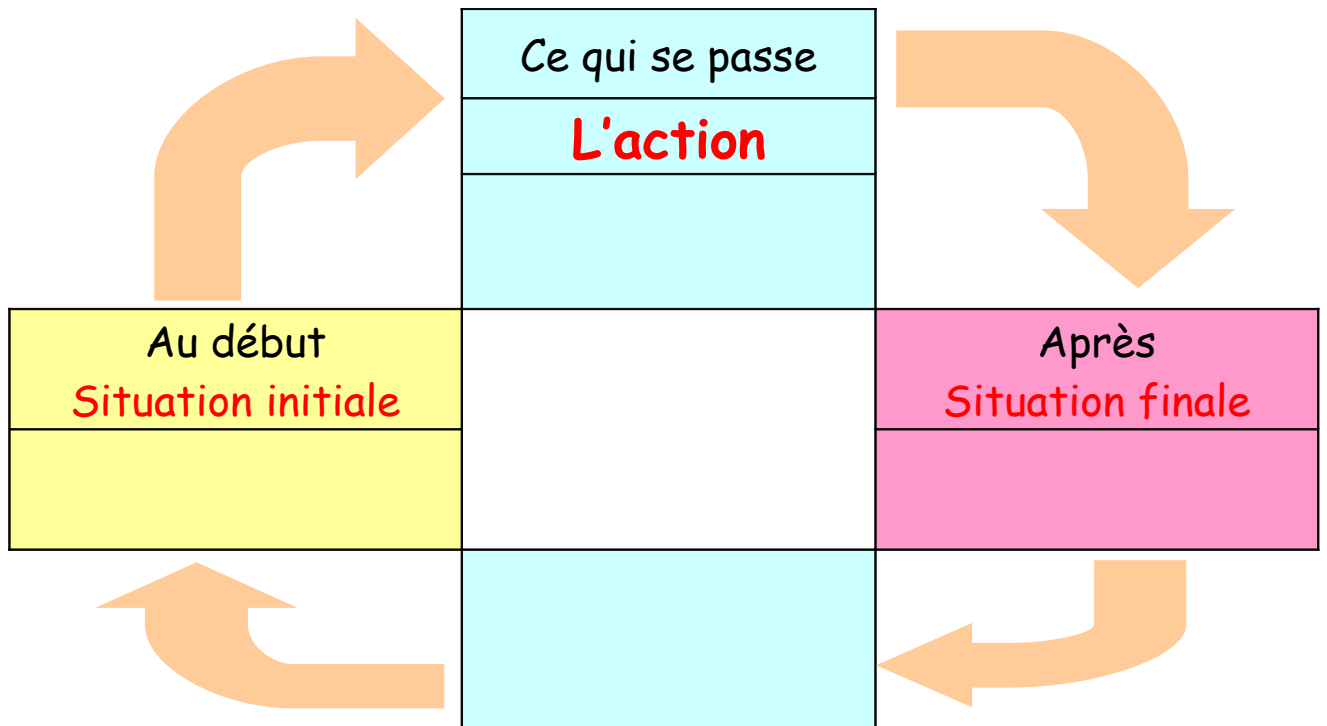 Ce qui se passe
L'action
Au début
Situation initiale
Après
Situation finale